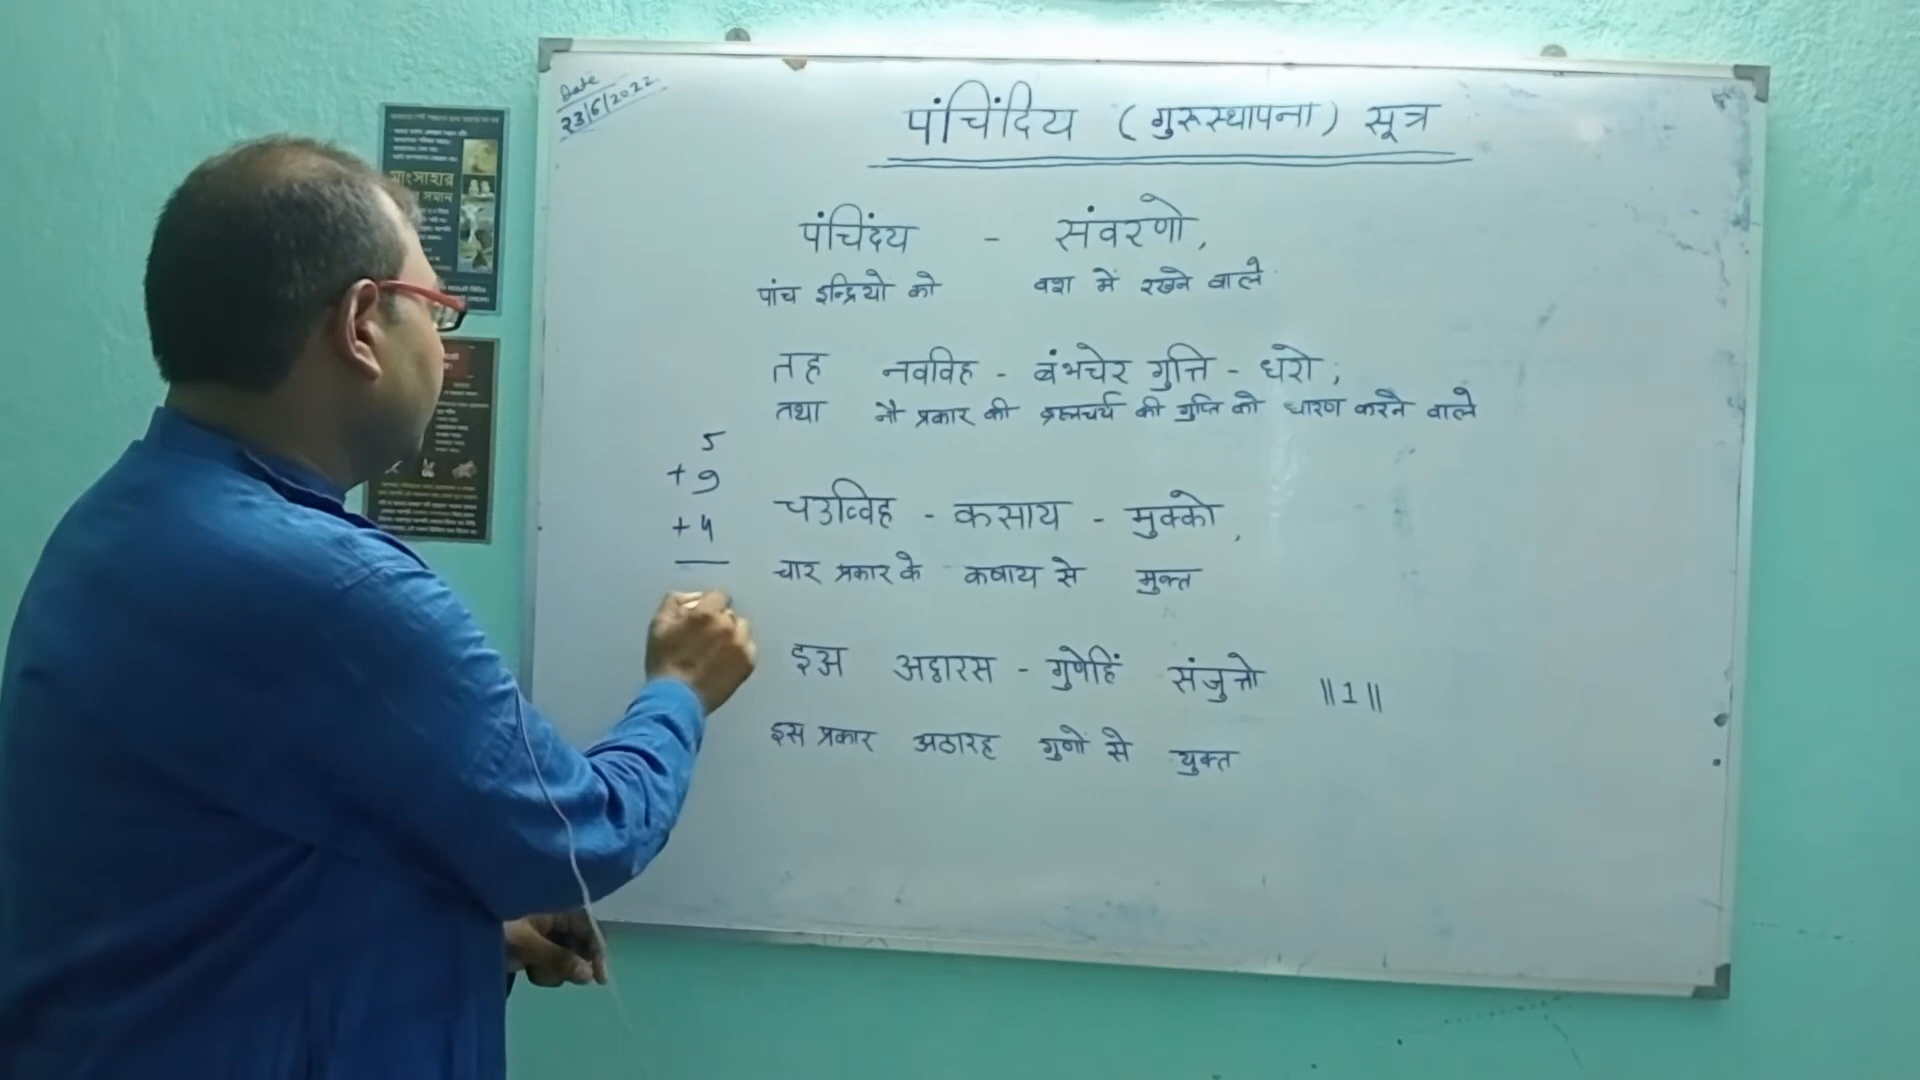 Date
23/6/2022
पंचिंदिय (गुरुस्थापना) सूत्र
पंचिंदिय - संवरणो,
पांच इन्द्रियों को वश में रखने वाले
तह नवविह - बंभचेर गुत्ति - धरो,
तथा नौ प्रकार की ब्रह्मचर्य की गुप्ति को धारण करने वाले
5
+ 9
+ 4
चउव्विह - कसाय - मुक्को,
चार प्रकार के कषाय से मुक्त
इअ अट्ठारस - गुणेहिं संजुत्तो ||1||
इस प्रकार अठारह गुणों से युक्त
মাংসাহার